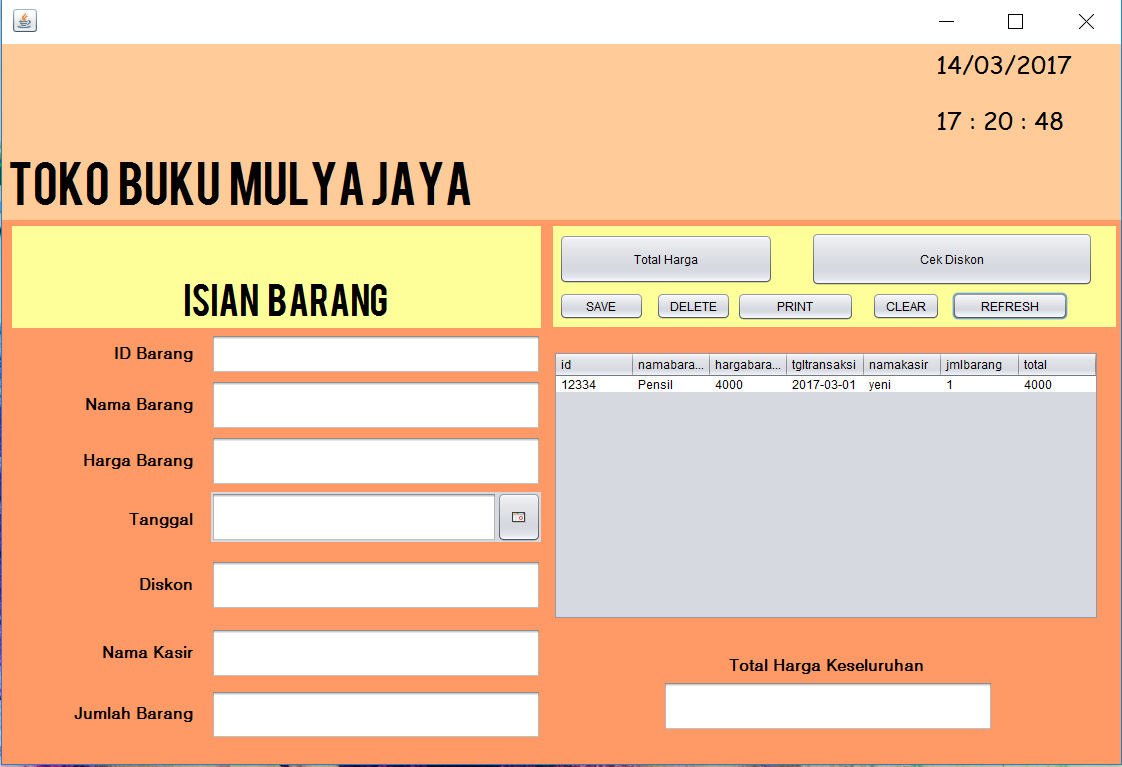 14/03/2017
17 : 20 : 48
TOKO BUKU MULYA JAYA
ISIAN BARANG
Total Harga Cek Diskon
SAVE DELETE PRINT CLEAR REFRESH
ID Barang
Nama Barang
Harga Barang
Tanggal
Diskon
Nama Kasir
Jumlah Barang
id namabara... hargabara... tgltransaksi namakasir jmlbarang total
12334 Pensil 4000 2017-03-01 yeni 1 4000
Total Harga Keseluruhan